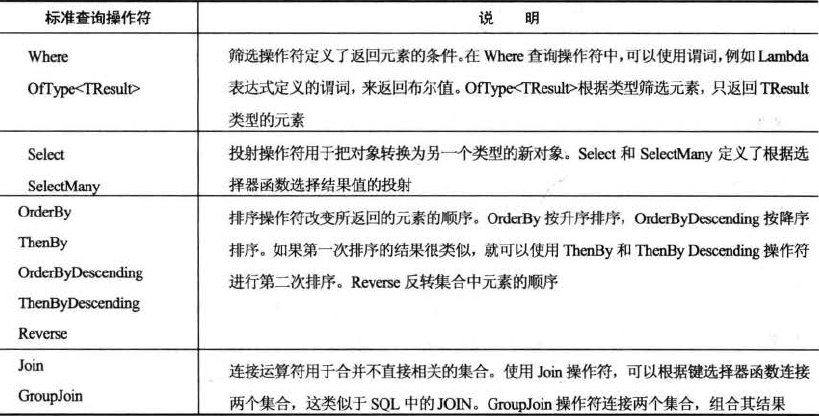 标准查询操作符 说 明
Where
OfType<TResult>
筛选操作符定义了返回元素的条件。在 Where 查询操作符中，可以使用谓词，例如 Lambda
表达式定义的谓词，来返回布尔值。OfType<TResult>根据类型筛选元素，只返回 TResult
类型的元素
Select
SelectMany
投射操作符用于把对象转换为另一个类型的新对象。Select 和 SelectMany 定义了根据选
择器函数选择结果值的投射
OrderBy
ThenBy
OrderByDescending
ThenByDescending
Reverse
排序操作符改变所返回的元素的顺序。OrderBy 按升序排序，OrderByDescending 按降序
排序。如果第一次排序的结果很类似，就可以使用 ThenBy 和 ThenBy Descending 操作符
进行第二次排序。Reverse 反转集合中元素的顺序
Join
GroupJoin
连接运算符用于合并不直接相关的集合。使用 Join 操作符，可以根据键选择器函数连接
两个集合，这类似于 SQL 中的 JOIN。GroupJoin 操作符连接两个集合，组合其结果